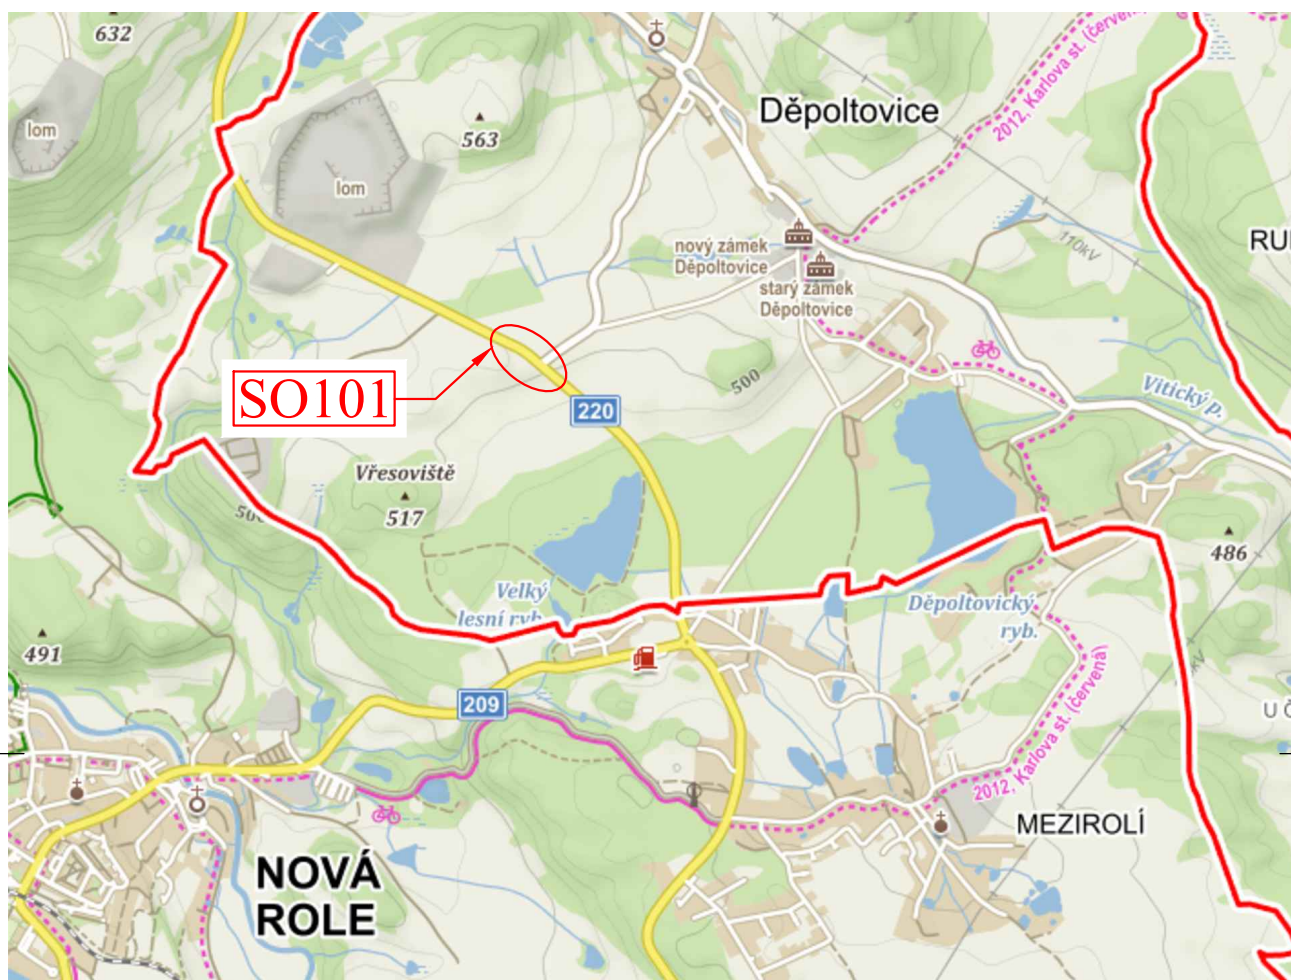 632
2012, Karlova st. (červená)
Děpoltovice
lom
563
lom
110kV
RU
nový zámek
Děpoltovice
starý zámek
Děpoltovice
500
SO101
220
Viticky p.
Vřesoviště
517
486
Velký
lesní ryb.
Děpoltovický
ryb.
491
209
U
2012, Karlova st. (červená)
MEZIROLÍ
NOVÁ
ROLE